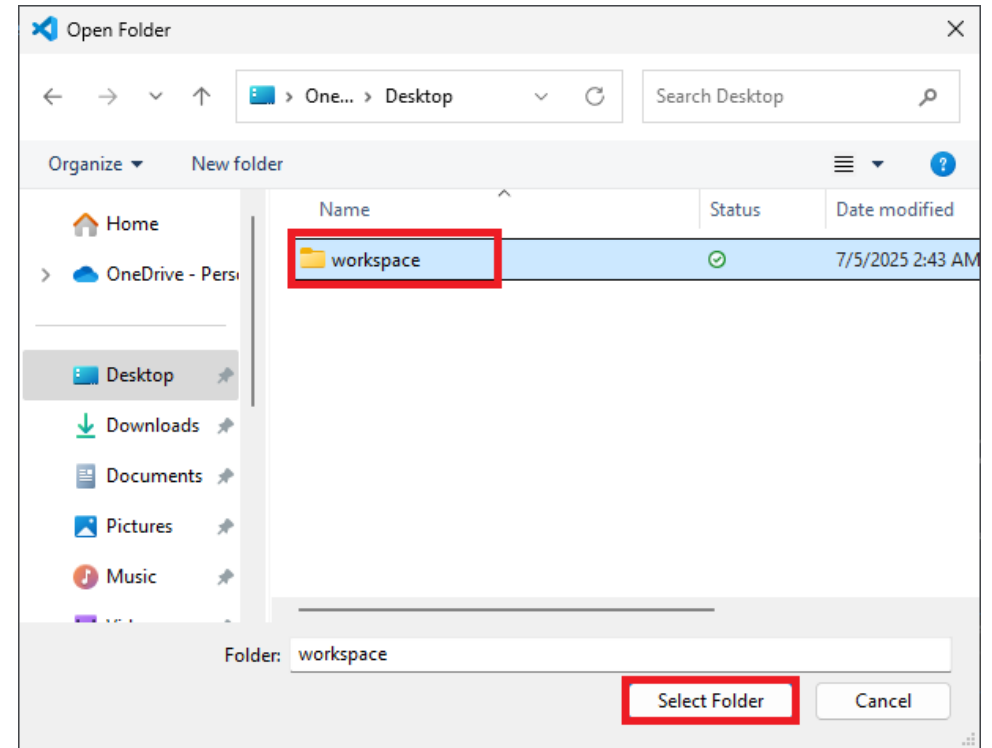 Open Folder
One... > Desktop
Search Desktop
Organize
New folder
?
Name
Status
Date modified
Home
OneDrive - Pers
workspace
7/5/2025 2:43 AM
Desktop
Downloads
Documents
Pictures
Music
Folder:
workspace
Select Folder
Cancel